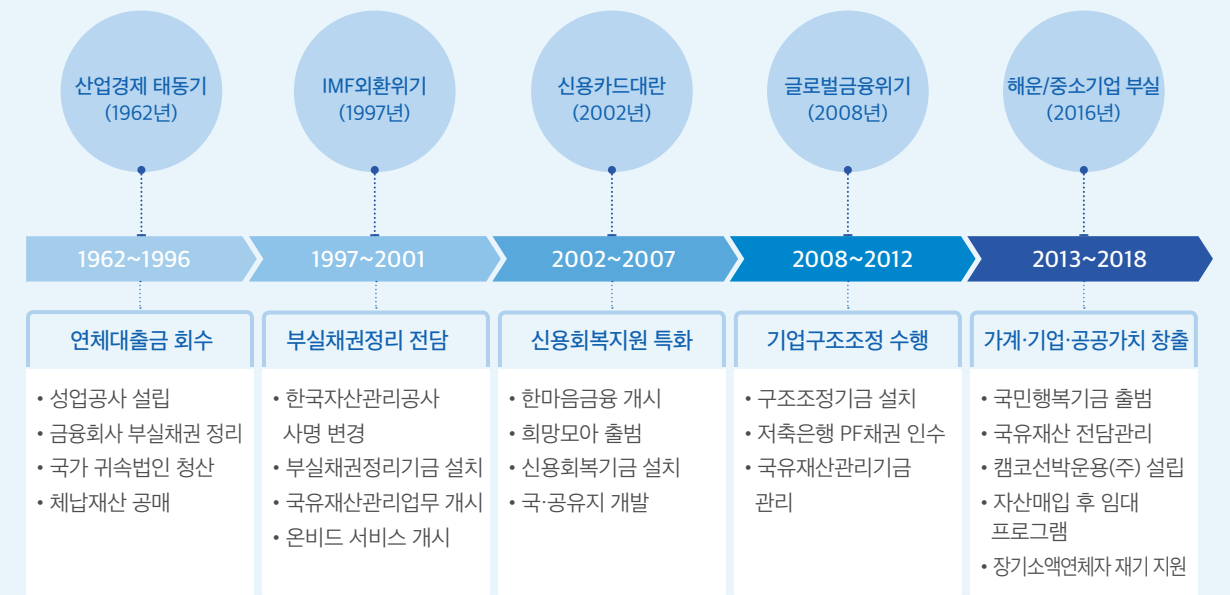 산업경제 태동기
(1962년)
IMF외환위기
(1997년)
신용카드대란
(2002년)
글로벌금융위기
(2008년)
해운/중소기업 부실
(2016년)
1962~1996
1997~2001
2002~2007
2008~2012
2013~2018
연체대출금 회수
• 성업공사 설립
• 금융회사 부실채권 정리
• 국가 귀속법인 청산
• 체납재산 공매
부실채권정리 전담
• 한국자산관리공사
사명 변경
• 부실채권정리기금 설치
• 국유재산관리업무 개시
• 온비드 서비스 개시
신용회복지원 특화
• 한마음금융 개시
• 희망모아 출범
• 신용회복기금 설치
• 국·공유지 개발
기업구조조정 수행
• 구조조정기금 설치
• 저축은행 PF채권 인수
• 국유재산관리기금
관리
가계·기업·공공가치 창출
• 국민행복기금 출범
• 국유재산 전담관리
• 캠코선박운용(주) 설립
• 자산매입 후 임대
프로그램
• 장기소액연체자 재기 지원